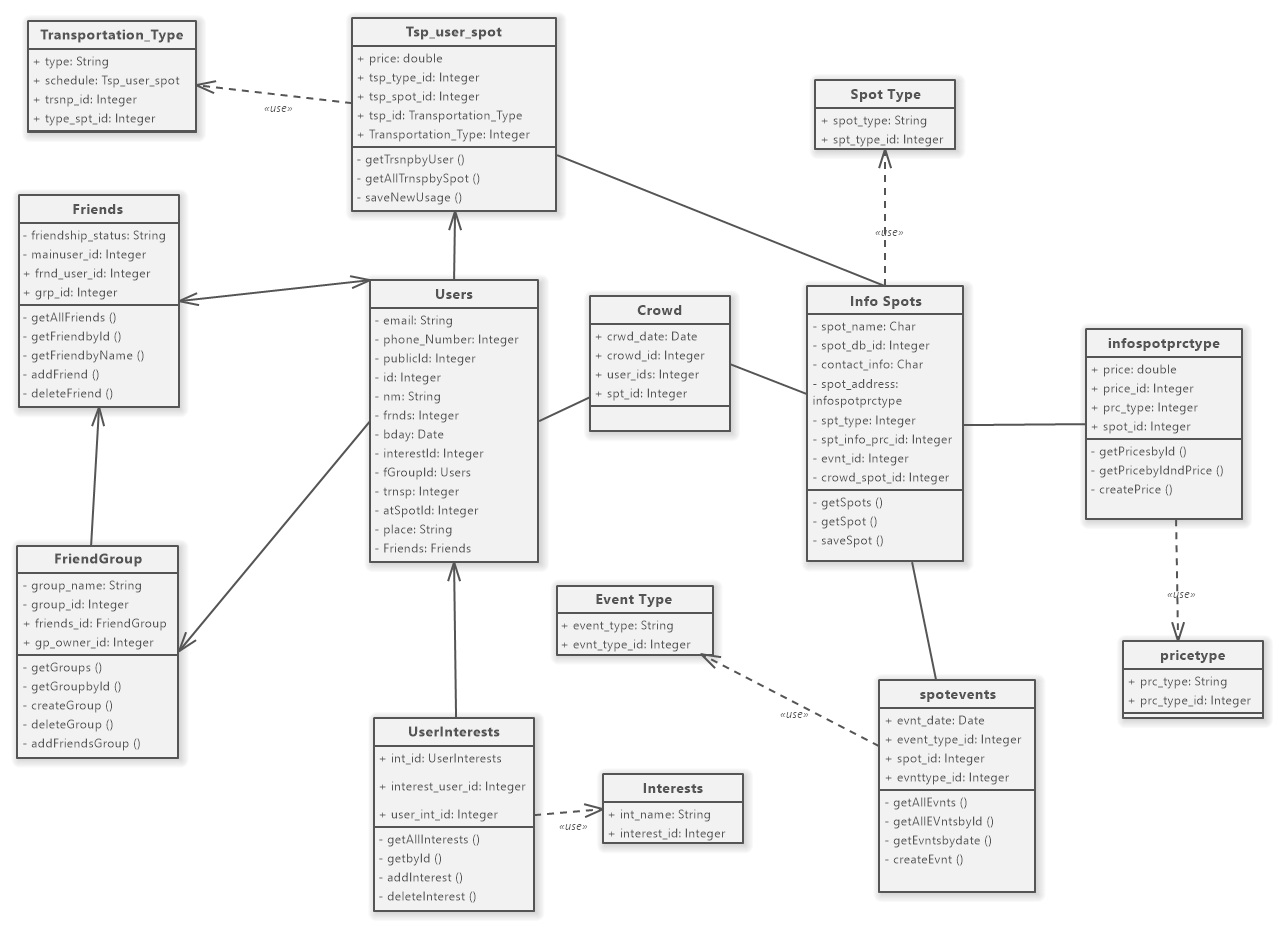 Transportation_Type
+ type: String
+ schedule: Tsp_user_spot
+ trsnp_id: Integer
+ type_spt_id: Integer
«use»
Tsp_user_spot
+ price: double
+ tsp_type_id: Integer
+ tsp_spot_id: Integer
+ tsp_id: Transportation_Type
+ Transportation_Type: Integer
- getTrsnpbyUser ()
- getAllTrnspbySpot ()
- saveNewUsage ()
Spot Type
+ spot_type: String
+ spt_type_id: Integer
«use»
Friends
- friendship_status: String
- mainuser_id: Integer
+ frnd_user_id: Integer
+ grp_id: Integer
- getAllFriends ()
- getFriendbyId ()
- getFriendbyName ()
- addFriend ()
- deleteFriend ()
Users
- email: String
- phone_Number: Integer
- publicId: Integer
- id: Integer
- nm: String
- frnds: Integer
- bday: Date
- interestId: Integer
- fGroupId: Users
- trnsp: Integer
- atSpotId: Integer
- place: String
- Friends: Friends
Crowd
+ crwd_date: Date
+ crowd_id: Integer
+ user_ids: Integer
+ spt_id: Integer
Info Spots
- spot_name: Char
- spot_db_id: Integer
- contact_info: Char
- spot_address:
infospotprctype
- spt_type: Integer
- spt_info_prc_id: Integer
- evnt_id: Integer
- crowd_spot_id: Integer
- getSpots ()
- getSpot ()
- saveSpot ()
infospotprctype
+ price: double
+ price_id: Integer
+ prc_type: Integer
+ spot_id: Integer
- getPricesbyId ()
- getPricebyIdndPrice ()
- createPrice ()
«use»
FriendGroup
- group_name: String
- group_id: Integer
+ friends_id: FriendGroup
+ gp_owner_id: Integer
- getGroups ()
- getGroupbyId ()
- createGroup ()
- deleteGroup ()
- addFriendsGroup ()
Event Type
+ event_type: String
+ evnt_type_id: Integer
«use»
pricetype
+ prc_type: String
+ prc_type_id: Integer
spotevents
+ evnt_date: Date
+ event_type_id: Integer
+ spot_id: Integer
+ evnttype_id: Integer
- getAllEvnts ()
- getAllEVntsbyId ()
- getEvntsbydate ()
- createEvnt ()
UserInterests
+ int_id: UserInterests
+ interest_user_id: Integer
+ user_int_id: Integer
- getAllInterests ()
- getbyId ()
- addInterest ()
- deleteInterest ()
«use»
Interests
+ int_name: String
+ interest_id: Integer